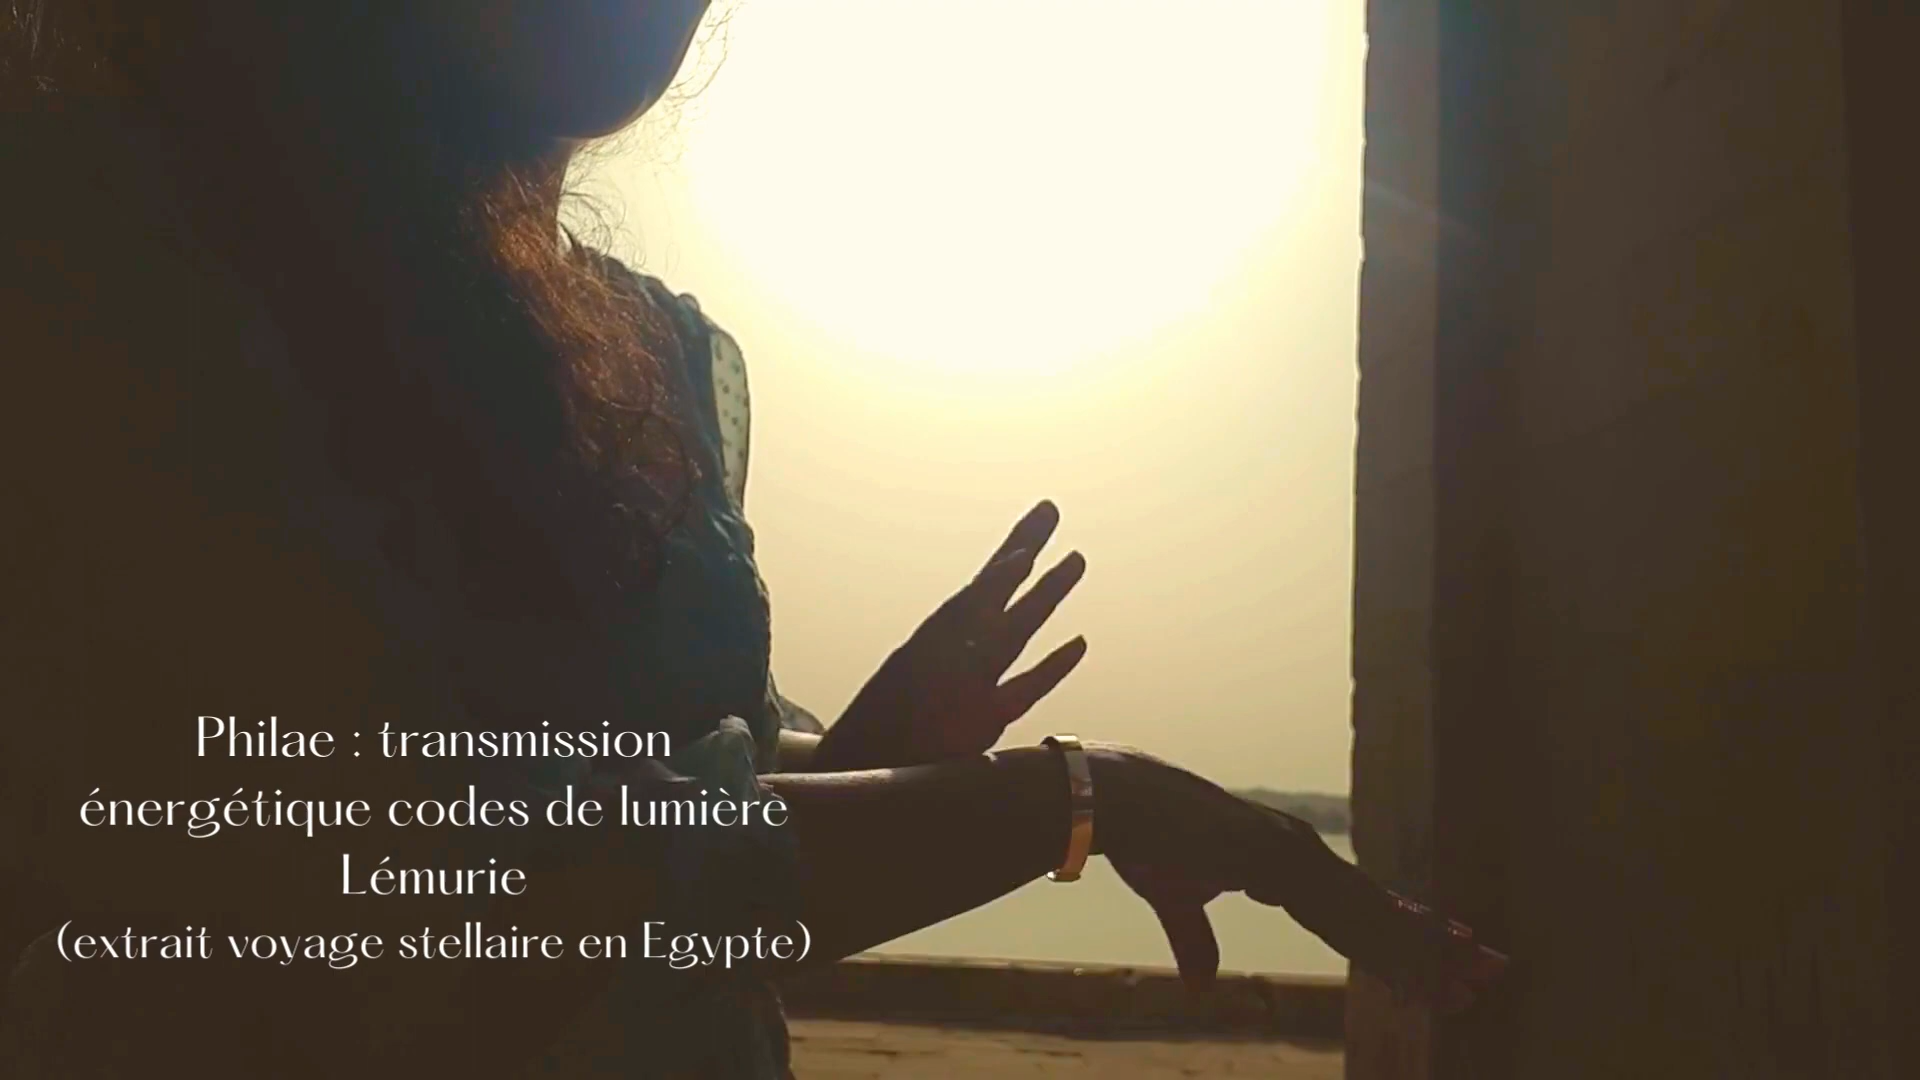 Philae : transmission
énergétique codes de lumière
Lémurie
(extrait voyage stellaire en Egypte)